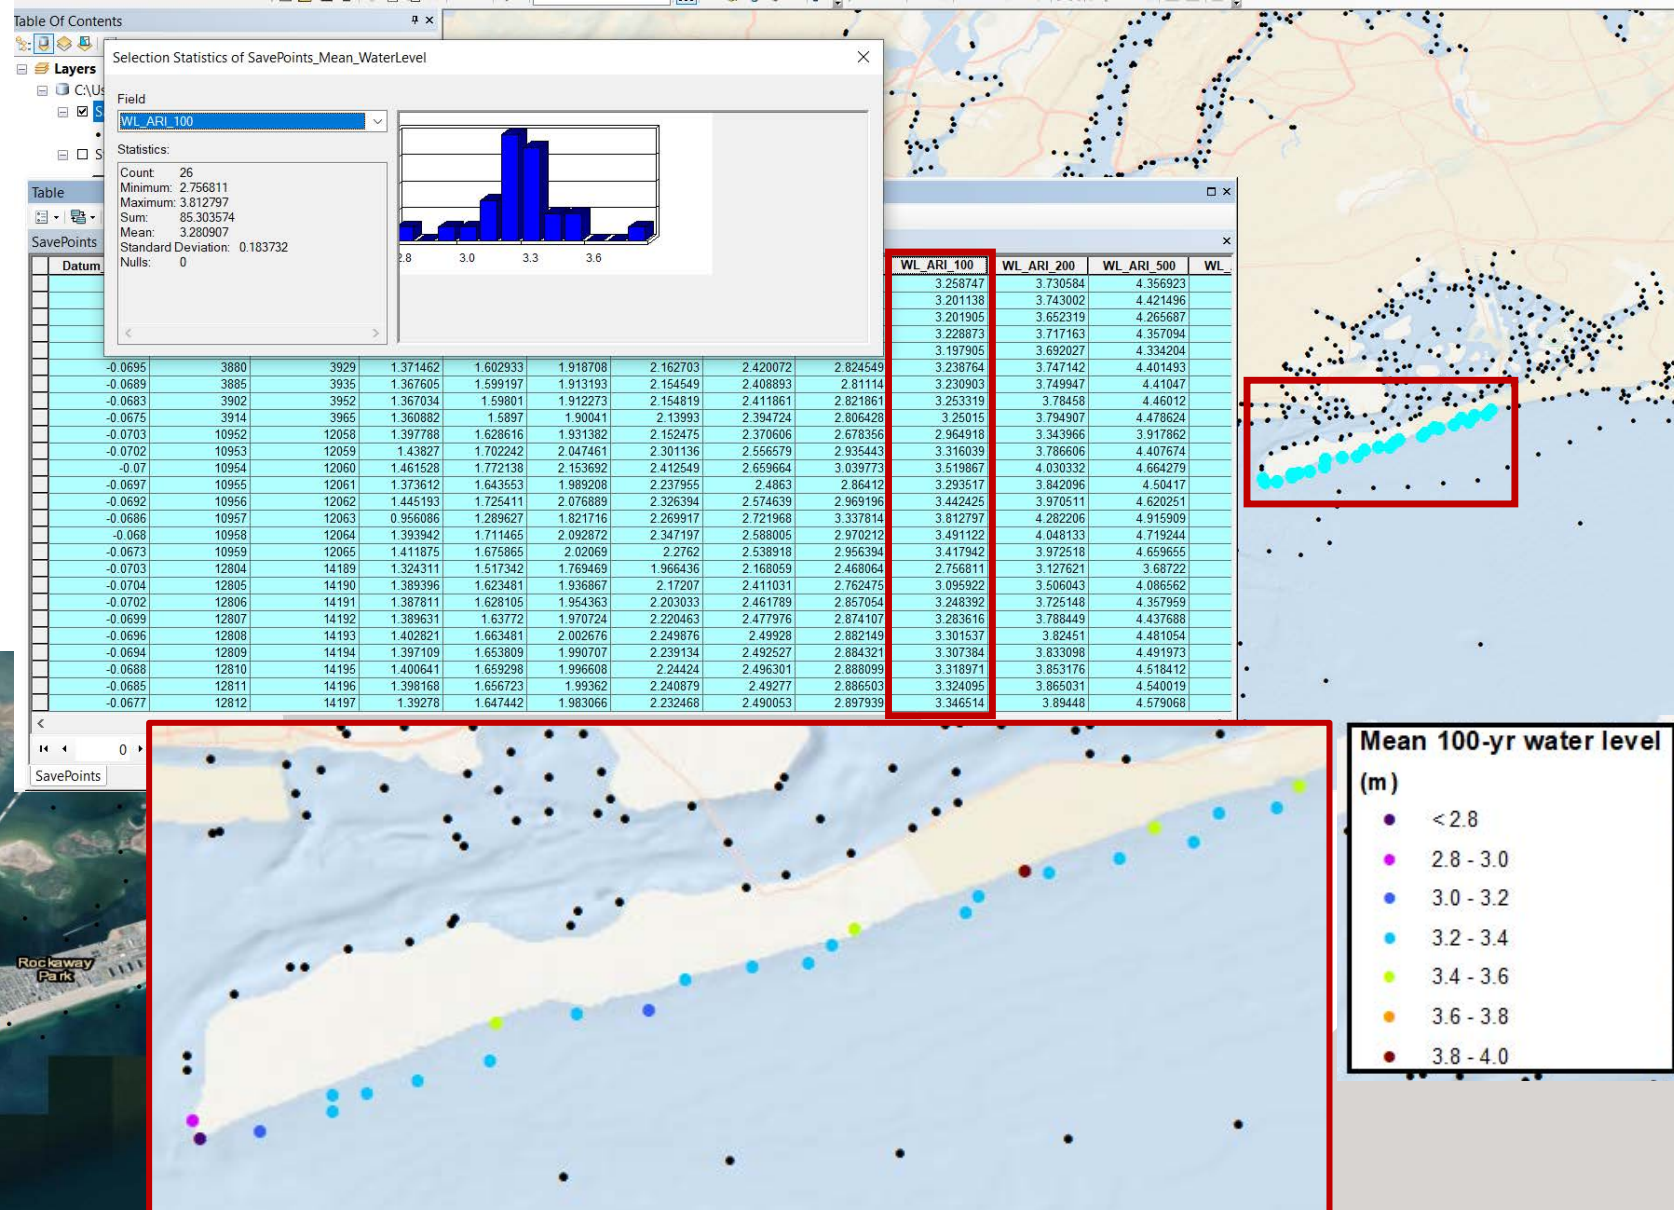 Table Of Contents
Layers
C:\Us
S
S
Selection Statistics of SavePoints_Mean_WaterLevel
Field
WL_ARI_100
Statistics:
Count: 26
Minimum: 2.756811
Maximum: 3.812797
Sum: 85.303574
Mean: 3.280907
Standard Deviation: 0.183732
Nulls: 0
2.8 3.0 3.3 3.6
Table
SavePoints
Datum_ WL_ARI_100 WL_ARI_200 WL_ARI_500 WL_
3.258747 3.730584 4.356923
3.201138 3.743002 4.421496
3.201905 3.652319 4.265687
3.228873 3.717163 4.357094
3.197905 3.692027 4.334204
-0.0695 3880 3929 1.371462 1.602933 1.918708 2.162703 2.420072 2.824549 3.238764 3.747142 4.401493
-0.0689 3885 3935 1.367605 1.599197 1.913193 2.154549 2.408893 2.81114 3.230903 3.749947 4.41047
-0.0683 3902 3952 1.367034 1.59801 1.912273 2.154819 2.411861 2.821861 3.253319 3.78458 4.46012
-0.0675 3914 3965 1.360882 1.5897 1.90041 2.13993 2.394724 2.806428 3.25015 3.794907 4.478624
-0.0703 10952 12058 1.397788 1.628616 1.931382 2.152475 2.370606 2.678356 2.964918 3.343966 3.917862
-0.0702 10953 12059 1.43827 1.702242 2.047461 2.301136 2.556579 2.935443 3.316039 3.786606 4.407674
-0.07 10954 12060 1.461528 1.772138 2.153692 2.412549 2.659664 3.039773 3.519867 4.030332 4.664279
-0.0697 10955 12061 1.373612 1.643553 1.989208 2.237955 2.4863 2.86412 3.293517 3.842096 4.50417
-0.0692 10956 12062 1.445193 1.725411 2.076889 2.326394 2.574639 2.969196 3.442425 3.970511 4.620251
-0.0686 10957 12063 0.956086 1.289627 1.821716 2.269917 2.721968 3.337814 3.812797 4.282206 4.915909
-0.068 10958 12064 1.393942 1.711465 2.092872 2.347197 2.588005 2.970212 3.491122 4.048133 4.719244
-0.0673 10959 12065 1.411875 1.675865 2.02069 2.2762 2.538918 2.956394 3.417942 3.972518 4.659655
-0.0703 12804 14189 1.324311 1.517342 1.769469 1.966436 2.168059 2.468064 2.756811 3.127621 3.68722
-0.0704 12805 14190 1.389396 1.623481 1.936867 2.17207 2.411031 2.762475 3.095922 3.506043 4.086562
-0.0702 12806 14191 1.387811 1.628105 1.954363 2.203033 2.461789 2.857054 3.248392 3.725148 4.357959
-0.0699 12807 14192 1.389631 1.63772 1.970724 2.220463 2.477976 2.874107 3.283616 3.788449 4.437688
-0.0696 12808 14193 1.402821 1.663481 2.002676 2.249876 2.49928 2.882149 3.301537 3.82451 4.481054
-0.0694 12809 14194 1.397109 1.653809 1.990707 2.239134 2.492527 2.884321 3.307384 3.833098 4.491973
-0.0688 12810 14195 1.400641 1.659298 1.996608 2.24424 2.496301 2.888099 3.318971 3.853176 4.518412
-0.0685 12811 14196 1.398168 1.656723 1.99362 2.240879 2.49277 2.886503 3.324095 3.865031 4.540019
-0.0677 12812 14197 1.39278 1.647442 1.983066 2.232468 2.490053 2.897939 3.346514 3.89448 4.579068
0
SavePoints
Rockaway
Park
Mean 100-yr water level
(m)
< 2.8
2.8 - 3.0
3.0 - 3.2
3.2 - 3.4
3.4 - 3.6
3.6 - 3.8
3.8 - 4.0